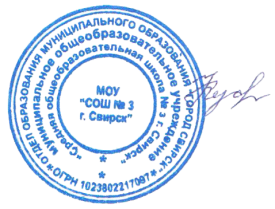 * ОТДЕЛ ОБРАЗОВАНИЯ МУНИЦИПАЛЬНОГО ОБРАЗОВАНИЯ "ГОРОД СВИРСК" * ОГРН 1023802217097
* Муниципальное общеобразовательное учреждение
"Средняя общеобразовательная школа № 3 г. Свирск" *
МОУ
"СОШ № 3
г. Свирск"